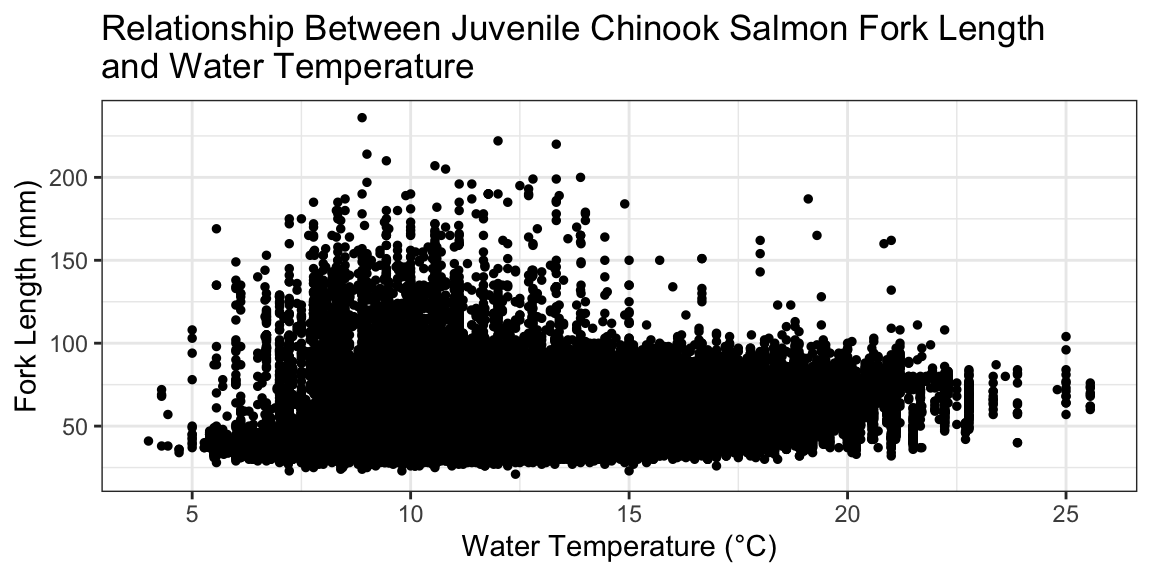 Relationship Between Juvenile Chinook Salmon Fork Length
and Water Temperature
Fork Length (mm)
200
150
100
50
5
10
15
20
25
Water Temperature (°C)